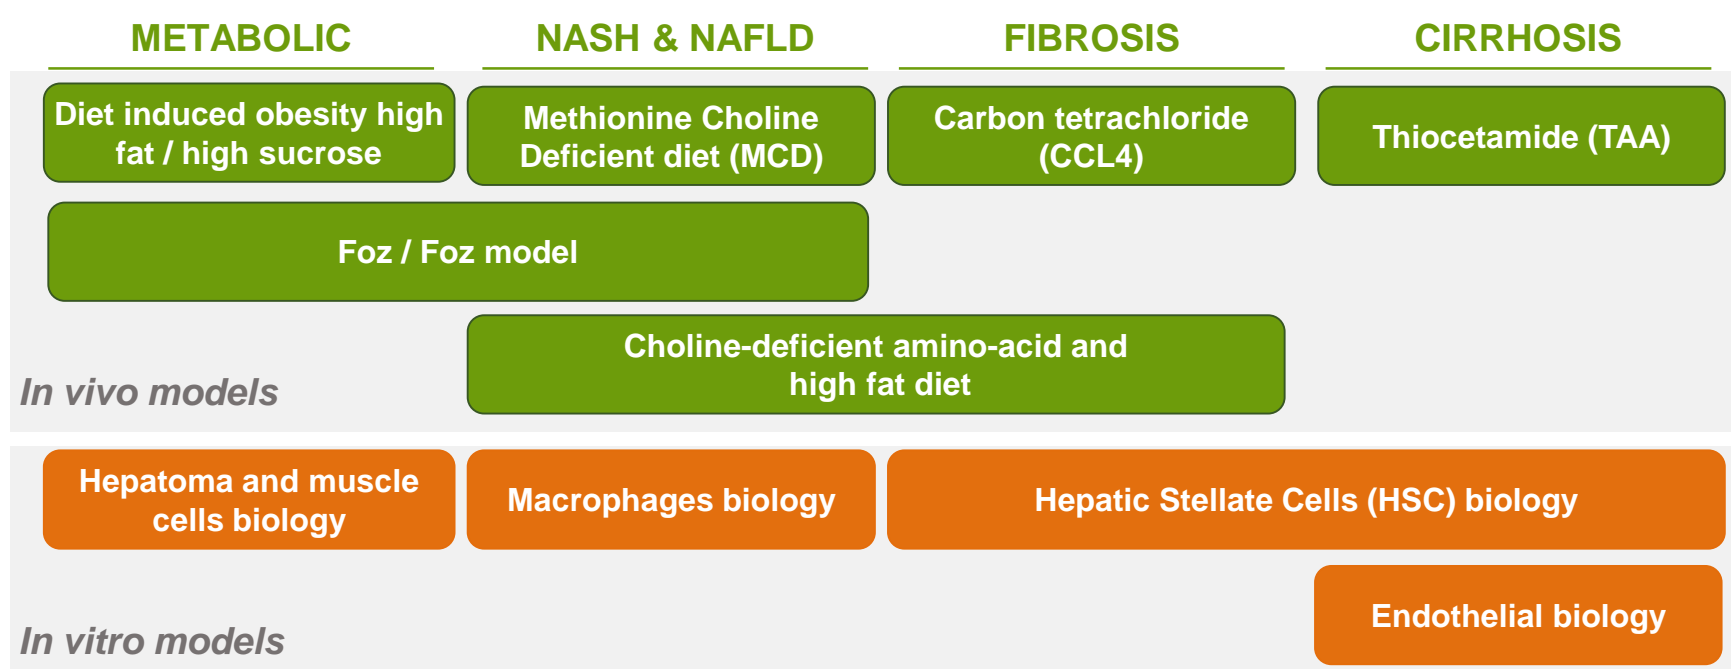 METABOLIC
NASH & NAFLD
FIBROSIS
CIRRHOSIS
Diet induced obesity high
fat / high sucrose
Methionine Choline
Deficient diet (MCD)
Carbon tetrachloride
(CCL4)
Thiocetamide (TAA)
Foz / Foz model
Choline-deficient amino-acid and
high fat diet
In vivo models
Hepatoma and muscle
cells biology
Macrophages biology
Hepatic Stellate Cells (HSC) biology
Endothelial biology
In vitro models